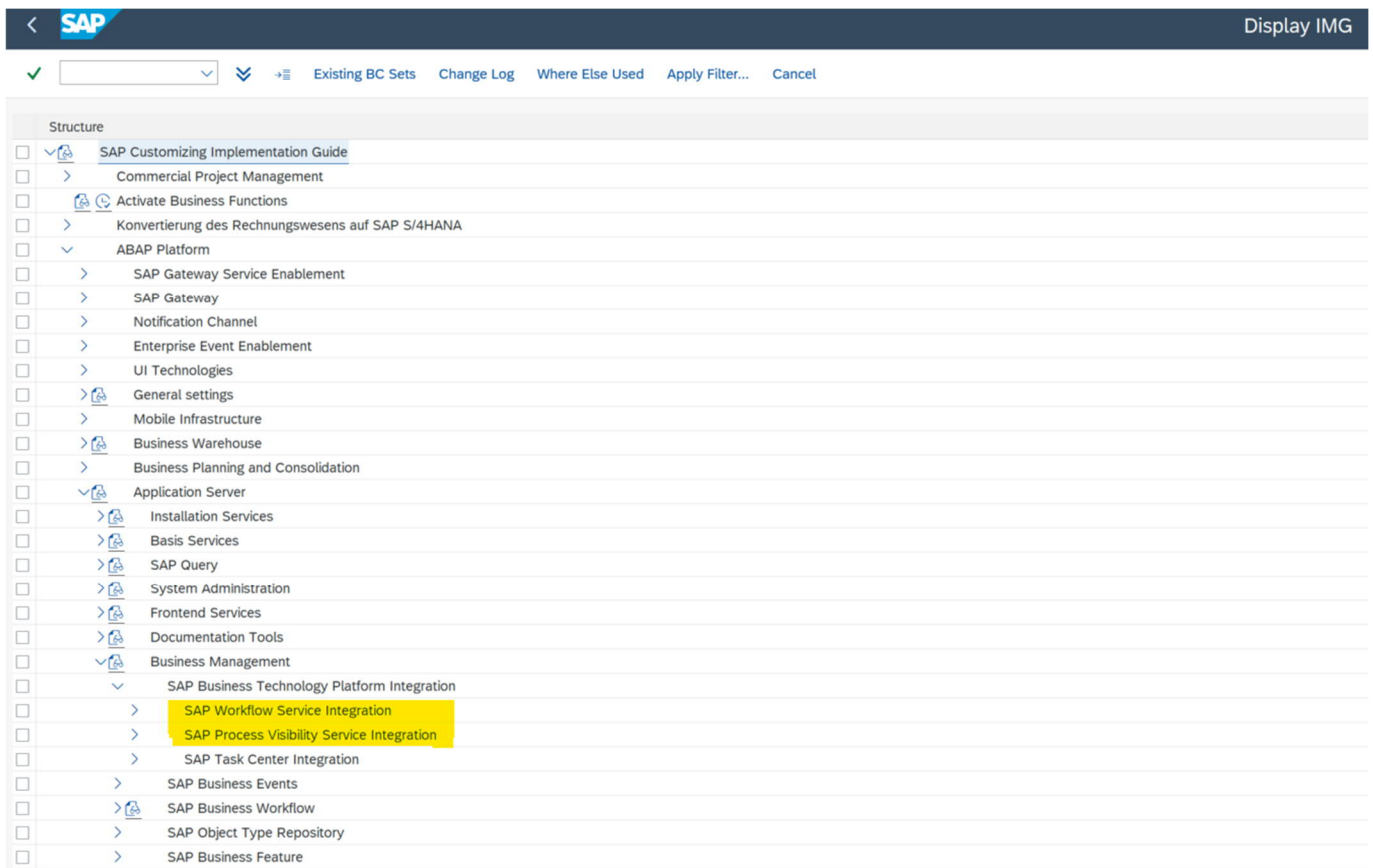 SAP Display IMG
Existing BC Sets Change Log Where Else Used Apply Filter... Cancel
Structure
SAP Customizing Implementation Guide
Commercial Project Management
Activate Business Functions
Konvertierung des Rechnungswesens auf SAP S/4HANA
ABAP Platform
SAP Gateway Service Enablement
SAP Gateway
Notification Channel
Enterprise Event Enablement
UI Technologies
General settings
Mobile Infrastructure
Business Warehouse
Business Planning and Consolidation
Application Server
Installation Services
Basis Services
SAP Query
System Administration
Frontend Services
Documentation Tools
Business Management
SAP Business Technology Platform Integration
SAP Workflow Service Integration
SAP Process Visibility Service Integration
SAP Task Center Integration
SAP Business Events
SAP Business Workflow
SAP Object Type Repository
SAP Business Feature